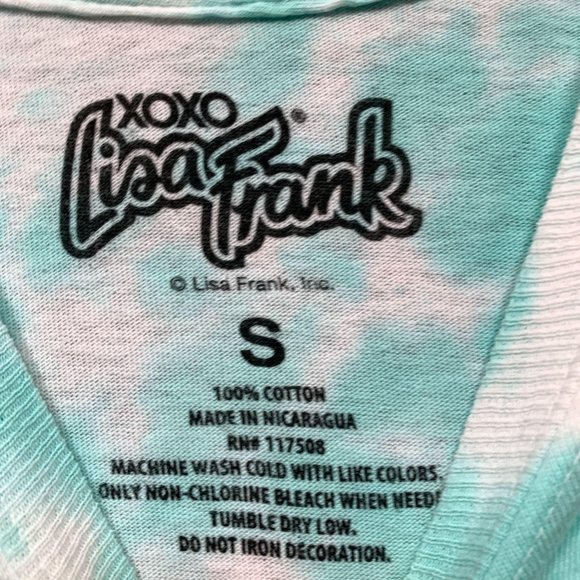 XOXO
Lisa Frank®
© Lisa Frank, Inc.
S
100% COTTON
MADE IN NICARAGUA
RN# 117508
MACHINE WASH COLD WITH LIKE COLORS.
ONLY NON-CHLORINE BLEACH WHEN
TUMBLE DRY LOW.
DO NOT IRON DECORATION.